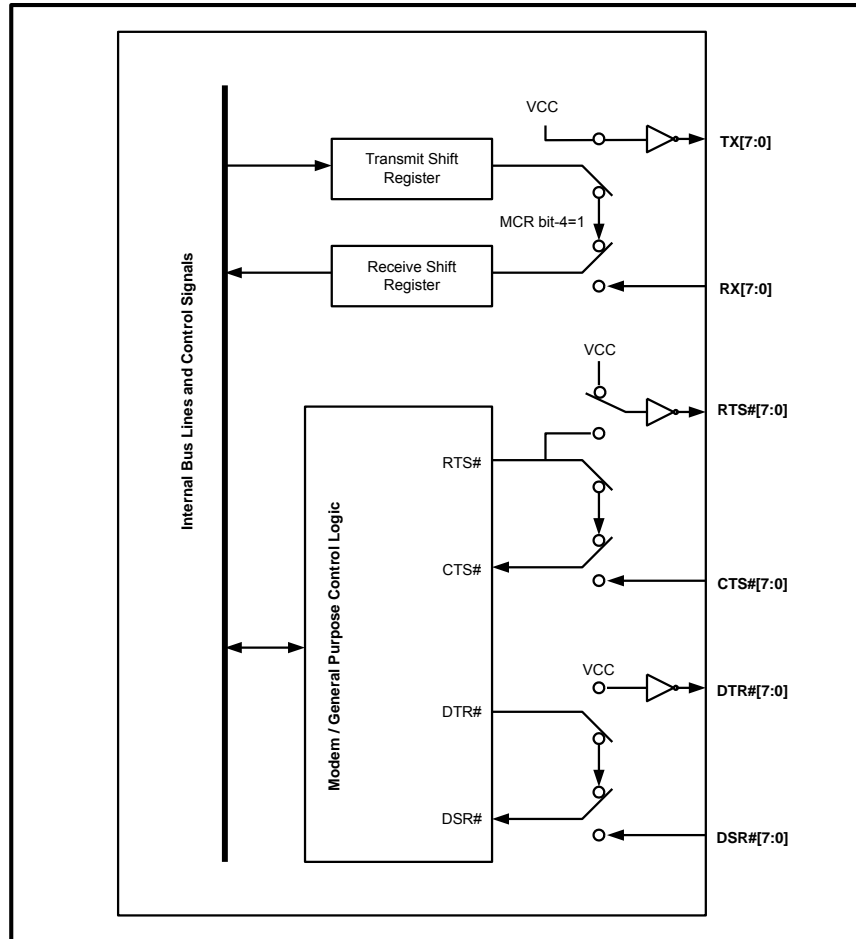 VCC
TX[7:0]
Transmit Shift
Register
MCR bit-4=1
Receive Shift
Register
RX[7:0]
Internal Bus Lines and Control Signals
VCC
RTS#[7:0]
Modem / General Purpose Control Logic
RTS#
CTS#
CTS#[7:0]
VCC
DTR#[7:0]
DTR#
DSR#
DSR#[7:0]